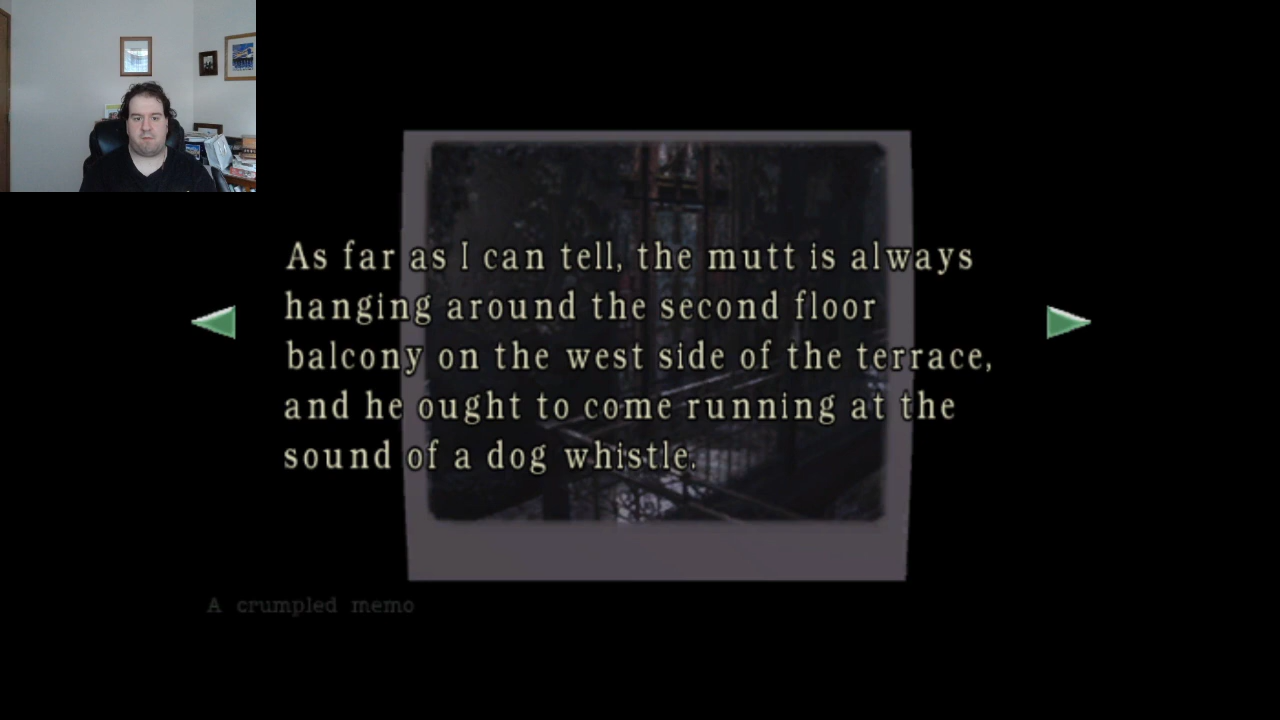 As far as I can tell, the mutt is always
hanging around the second floor
balcony on the west side of the terrace,
and he ought to come running at the
sound of a dog whistle.
A crumpled memo